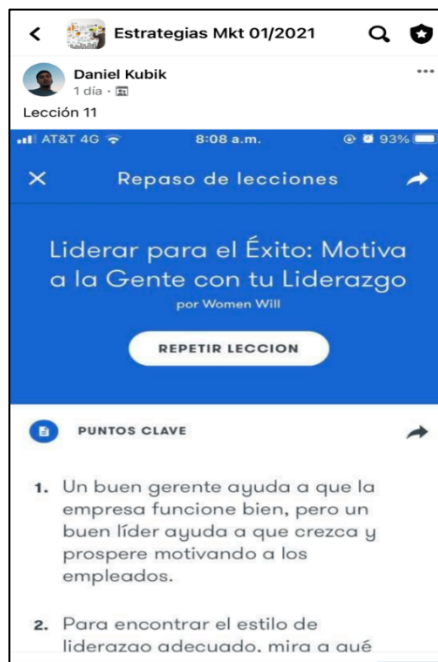 Estrategias Mkt 01/2021
Daniel Kubik
1 día ·
Lección 11
AT&T 4G
8:08 a.m.
93%
Repaso de lecciones
Liderar para el Éxito: Motiva
a la Gente con tu Liderazgo
por Women Will
REPETIR LECCION
PUNTOS CLAVE
1. Un buen gerente ayuda a que la
empresa funcione bien, pero un
buen líder ayuda a que crezca y
prospere motivando a los
empleados.
2. Para encontrar el estilo de
liderazgo adecuado, mira a qué